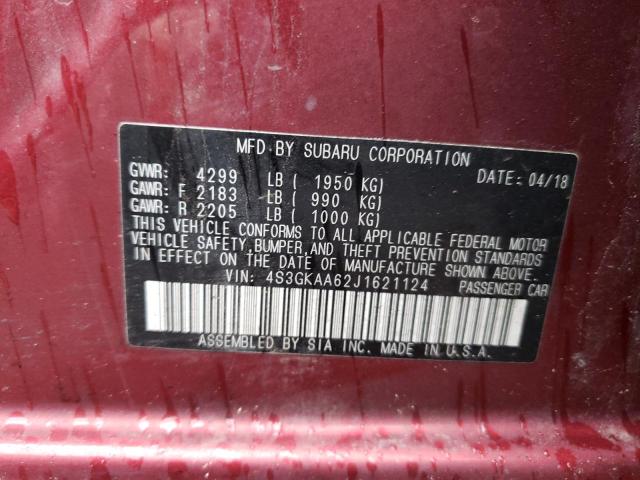 MFD BY SUBARU CORPORATION
GVWR: 4299 LB ( 1950 KG) DATE: 04/18
GAWR: F 2183 LB ( 990 KG)
GAWR: R 2205 LB ( 1000 KG)
THIS VEHICLE CONFORMS TO ALL APPLICABLE FEDERAL MOTOR
VEHICLE SAFETY, BUMPER, AND THEFT PREVENTION STANDARDS
IN EFFECT ON THE DATE OF MANUFACTURE SHOWN ABOVE.
VIN: 4S3GKAA62J1621124 PASSENGER CAR
ASSEMBLED BY SIA INC. MADE IN U.S.A.